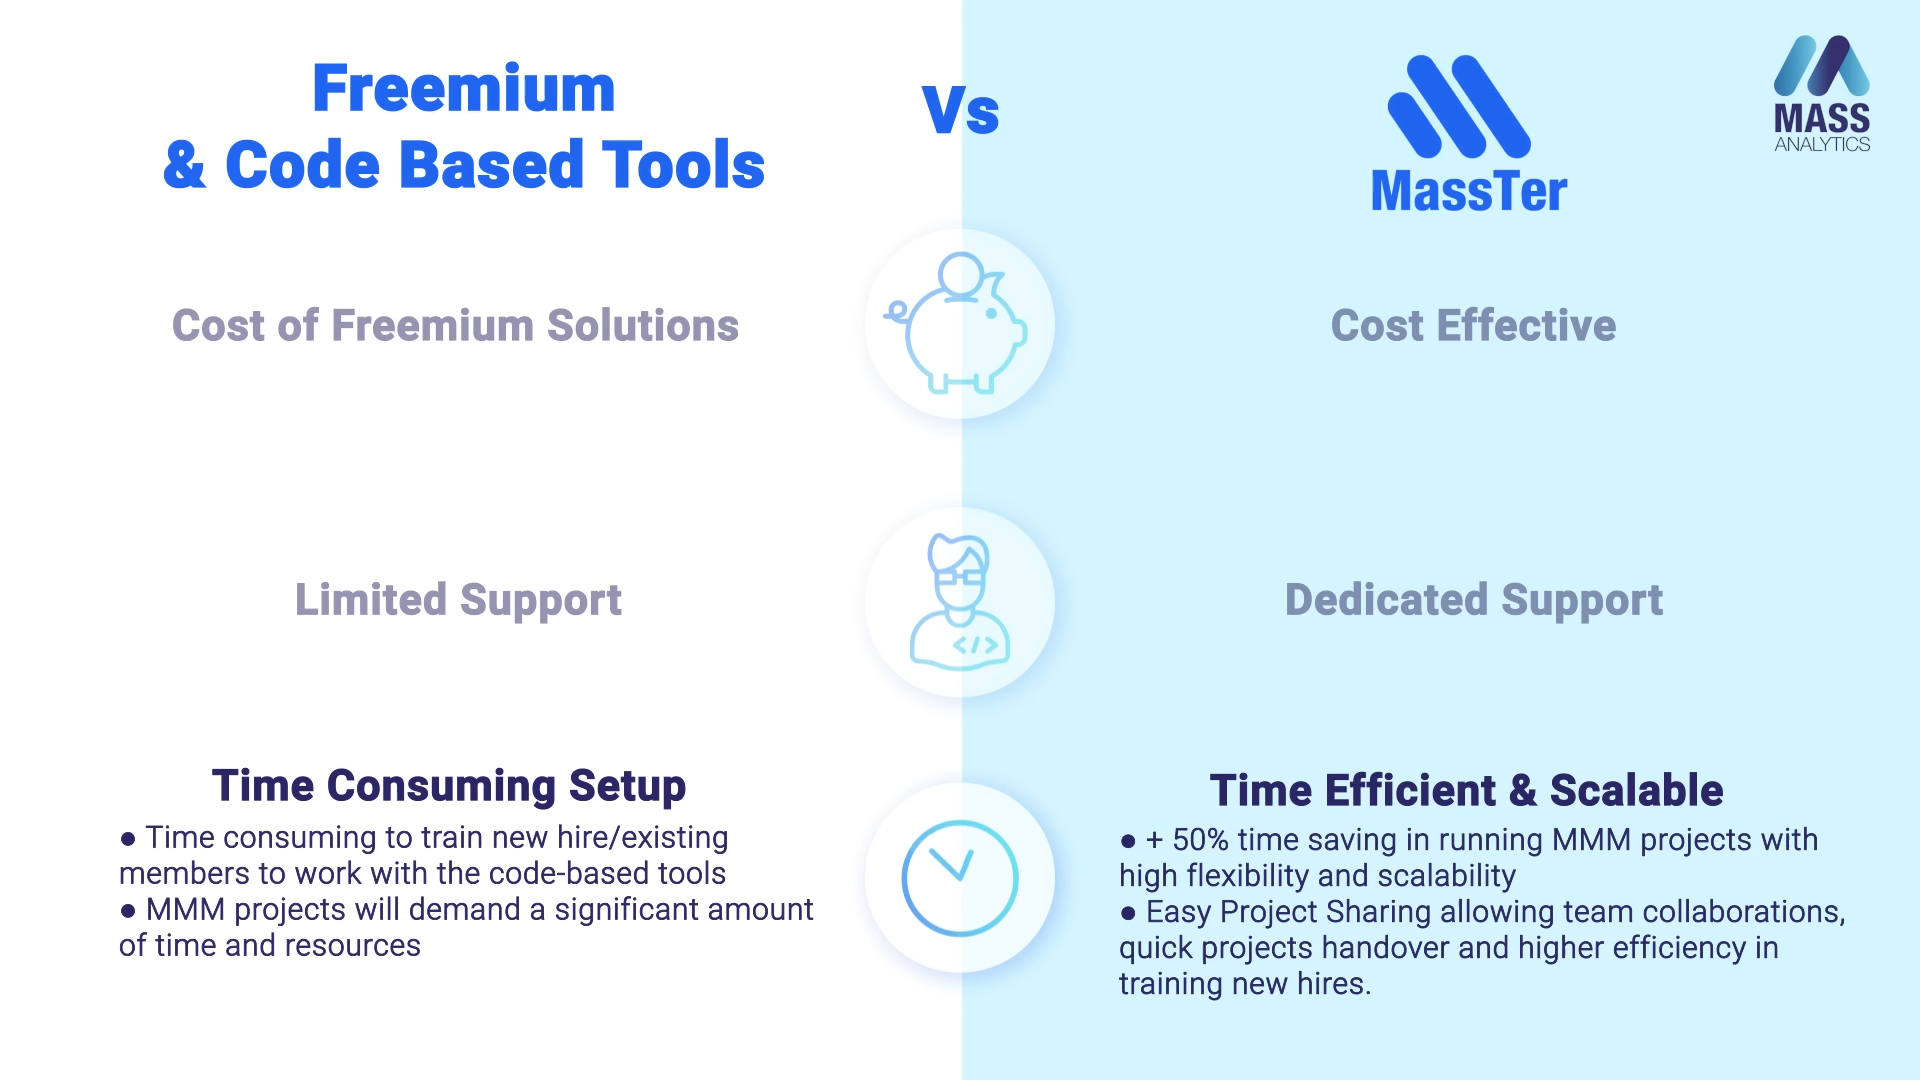 Freemium
& Code Based Tools
Vs
MassTer
MASS
ANALYTICS
Cost of Freemium Solutions
Cost Effective
Limited Support
</>
Dedicated Support
Time Consuming Setup
● Time consuming to train new hire/existing
members to work with the code-based tools
● MMM projects will demand a significant amount
of time and resources
Time Efficient & Scalable
● + 50% time saving in running MMM projects with
high flexibility and scalability
● Easy Project Sharing allowing team collaborations,
quick projects handover and higher efficiency in
training new hires.